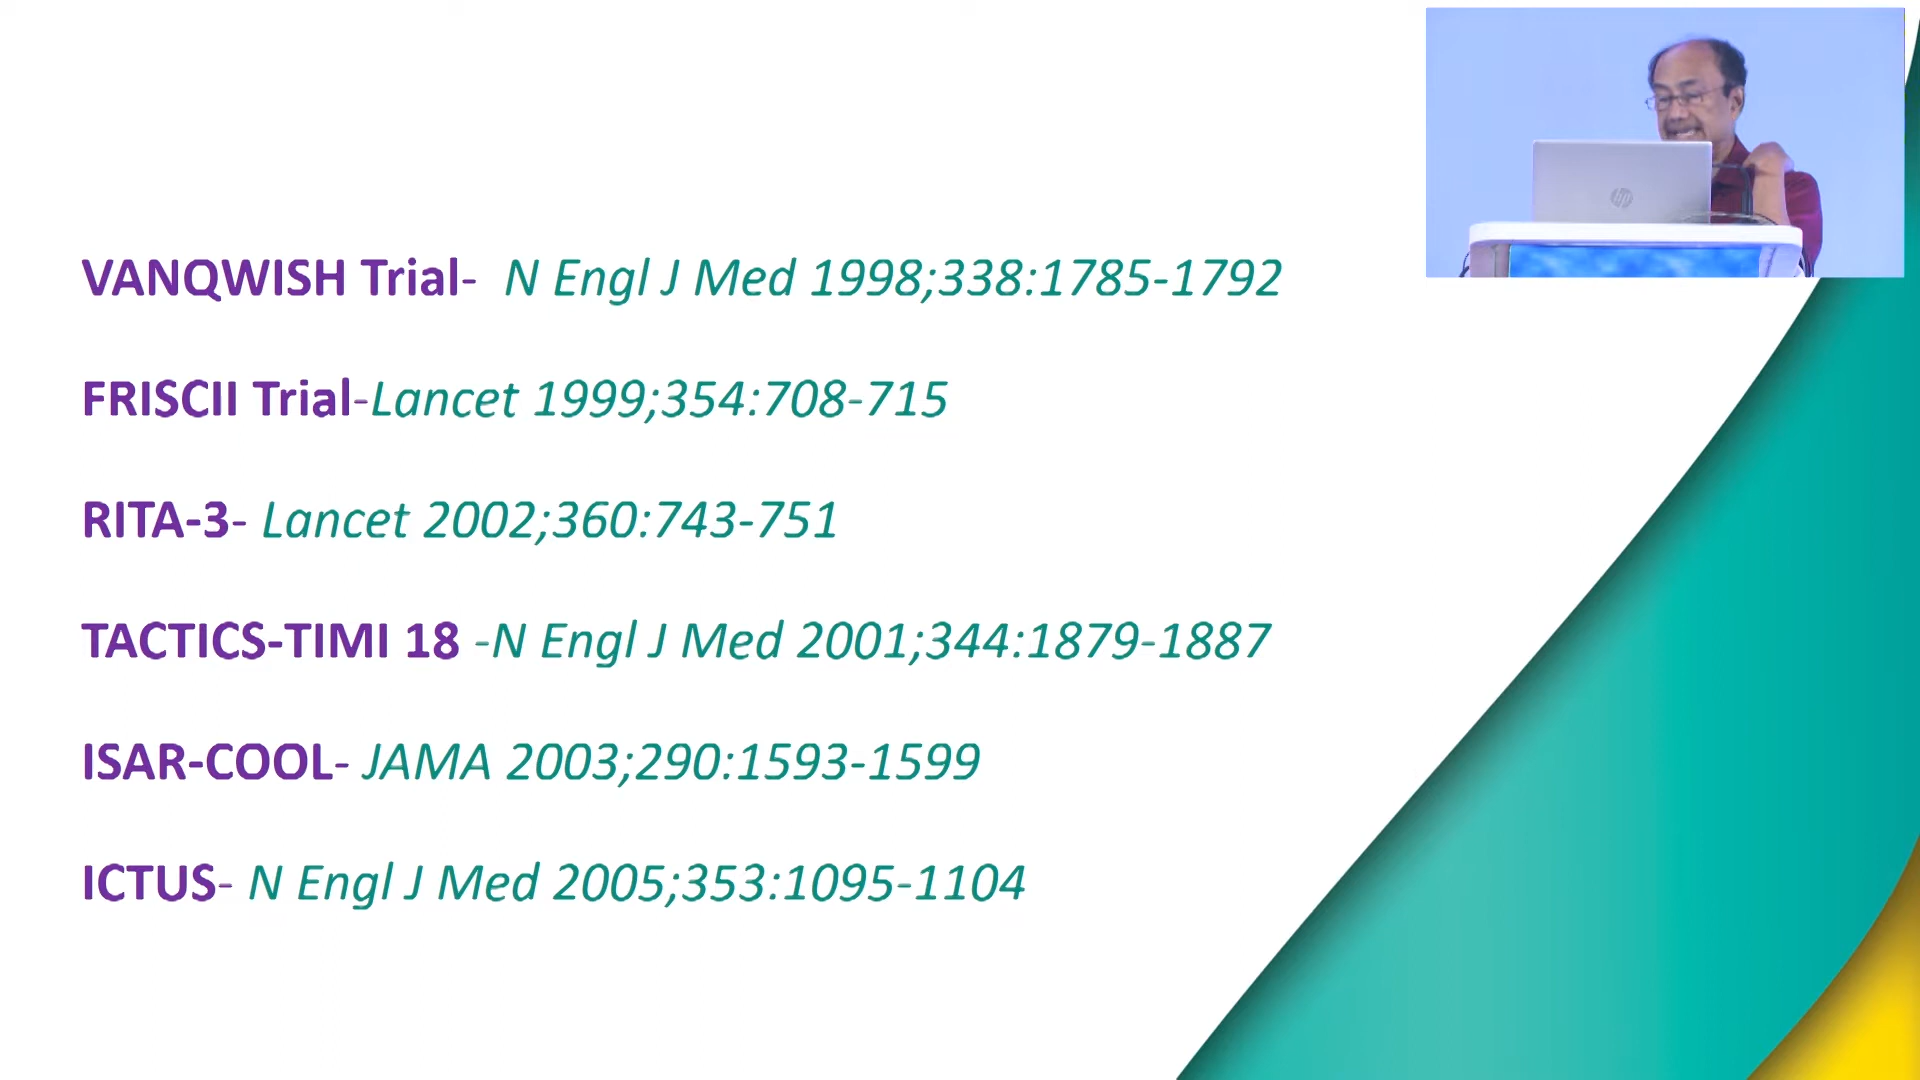 VANQWISH Trial-  N Engl J Med 1998;338:1785-1792
FRISCII Trial-Lancet 1999;354:708-715
RITA-3- Lancet 2002;360:743-751
TACTICS-TIMI 18 -N Engl J Med 2001;344:1879-1887
ISAR-COOL- JAMA 2003;290:1593-1599
ICTUS- N Engl J Med 2005;353:1095-1104
hp